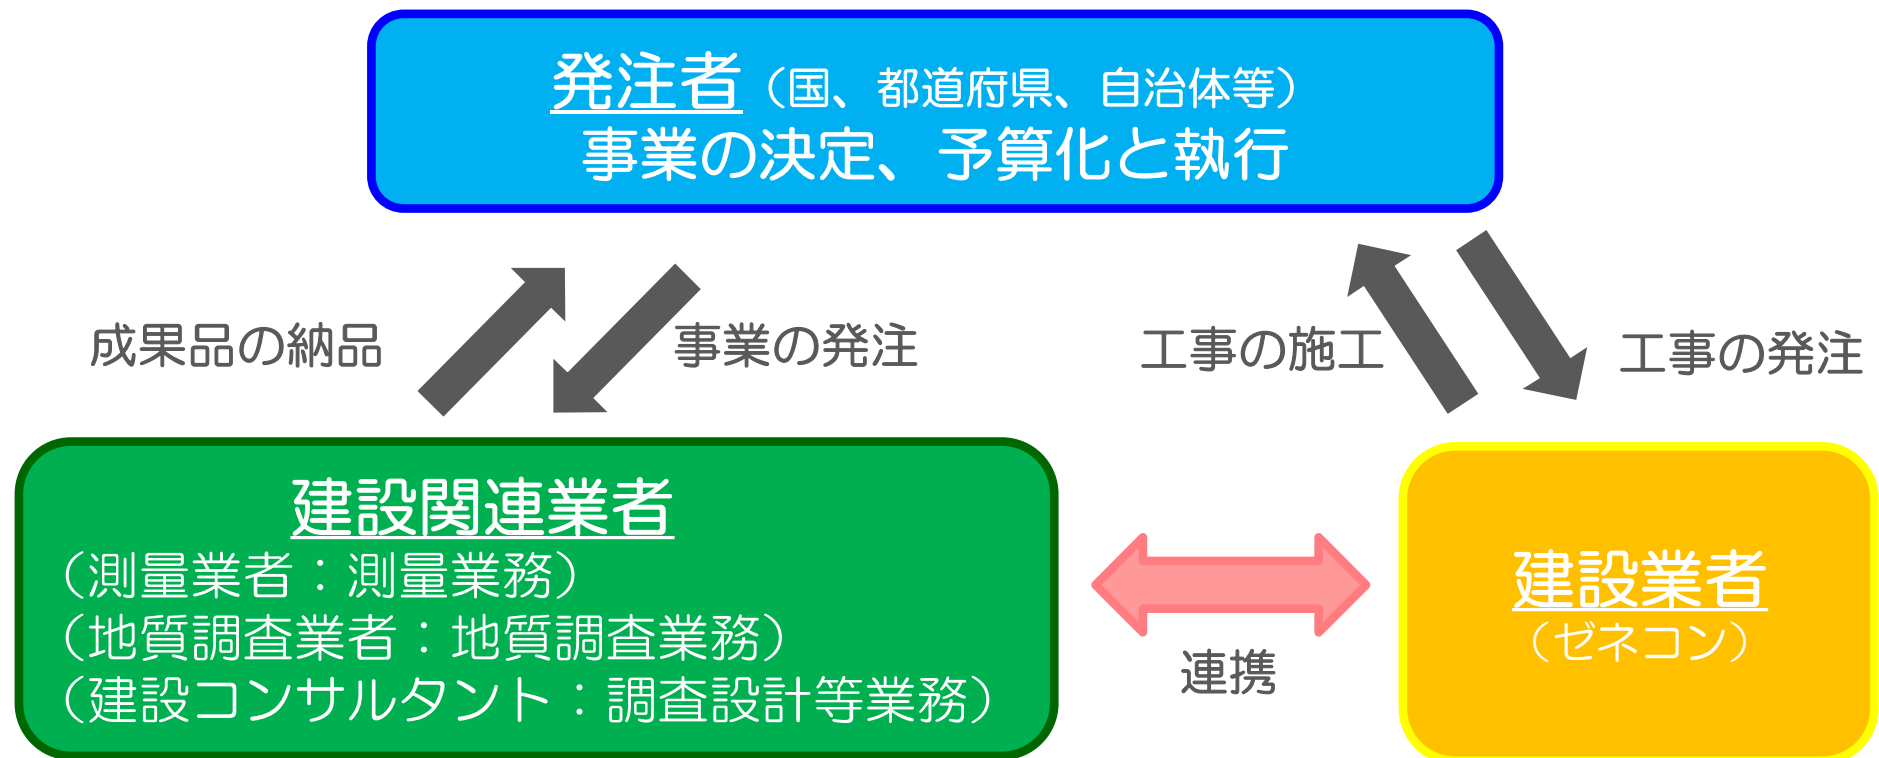 発注者（国、都道府県、自治体等）
事業の決定、予算化と執行
成果品の納品
事業の発注
工事の施工
工事の発注
建設関連業者
（測量業者：測量業務）
（地質調査業者：地質調査業務）
（建設コンサルタント：調査設計等業務）
連携
建設業者
（ゼネコン）